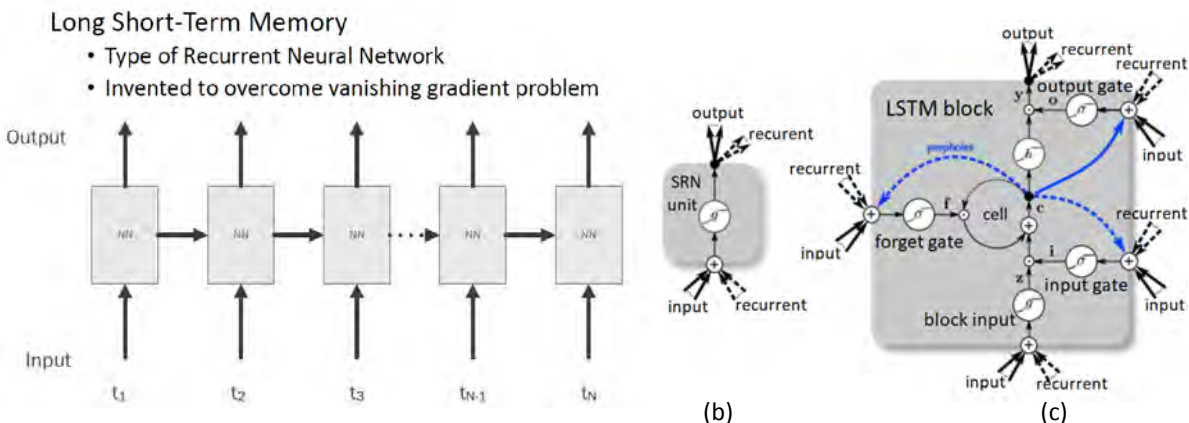 Long Short-Term Memory
• Type of Recurrent Neural Network
• Invented to overcome vanishing gradient problem
Output
NN
NN
NN
NN
NN
Input
t1
t2
t3
tN-1
tN
output
recurent
SRN
unit
g
+
input
recurrent
(b)
output
recurrent
recurrent
LSTM block
y
o
output gate
σ
+
input
peepholes
h
recurrent
f
σ
+
cell
c
forget gate
input
+
recurrent
i
σ
+
input gate
z
input
g
block input
+
input
recurrent
(c)